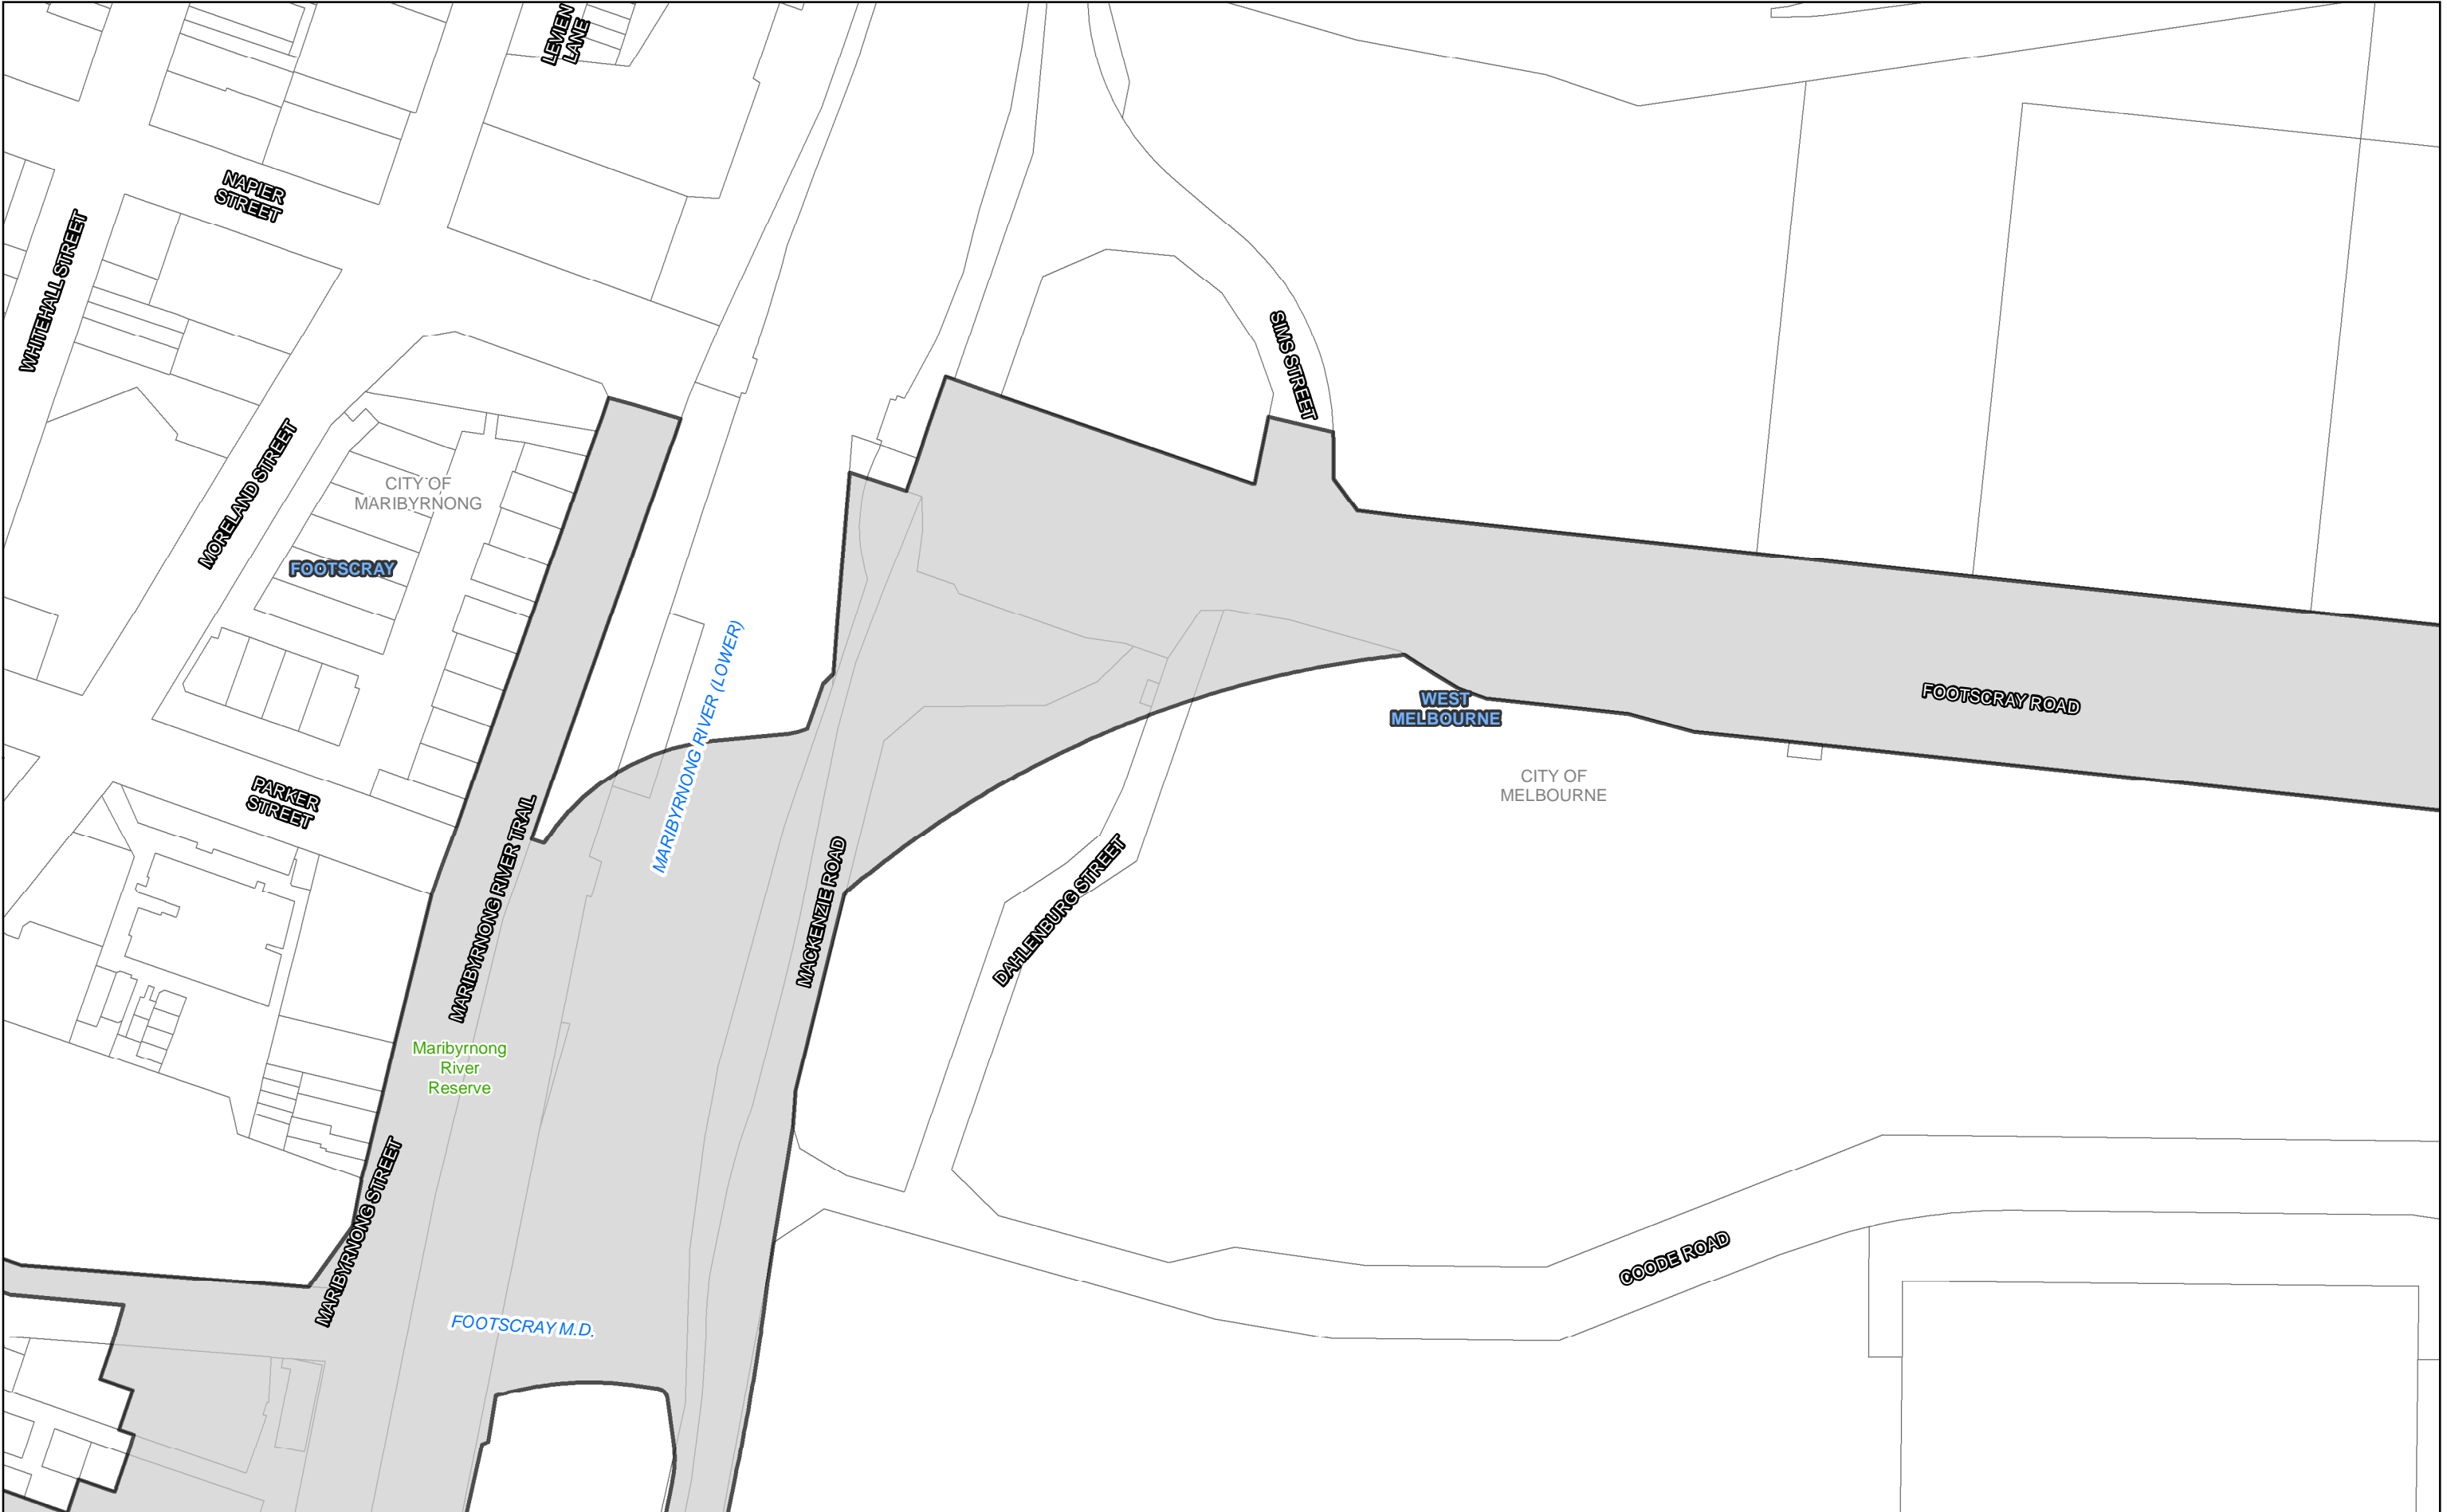 LEVIEN
LANE
NAPIER
STREET
WHITEHALL STREET
SIMS STREET
MORELAND STREET
CITY OF
MARIBYRNONG
FOOTSCRAY
MARIBYRNONG RIVER (LOWER)
WEST
MELBOURNE
FOOTSCRAY ROAD
CITY OF
MELBOURNE
PARKER
STREET
MARIBYRNONG RIVER TRAIL
MACKENZIE ROAD
DAHLENBURG STREET
Maribyrnong
River
Reserve
MARIBYRNONG STREET
COODE ROAD
FOOTSCRAY M.D.